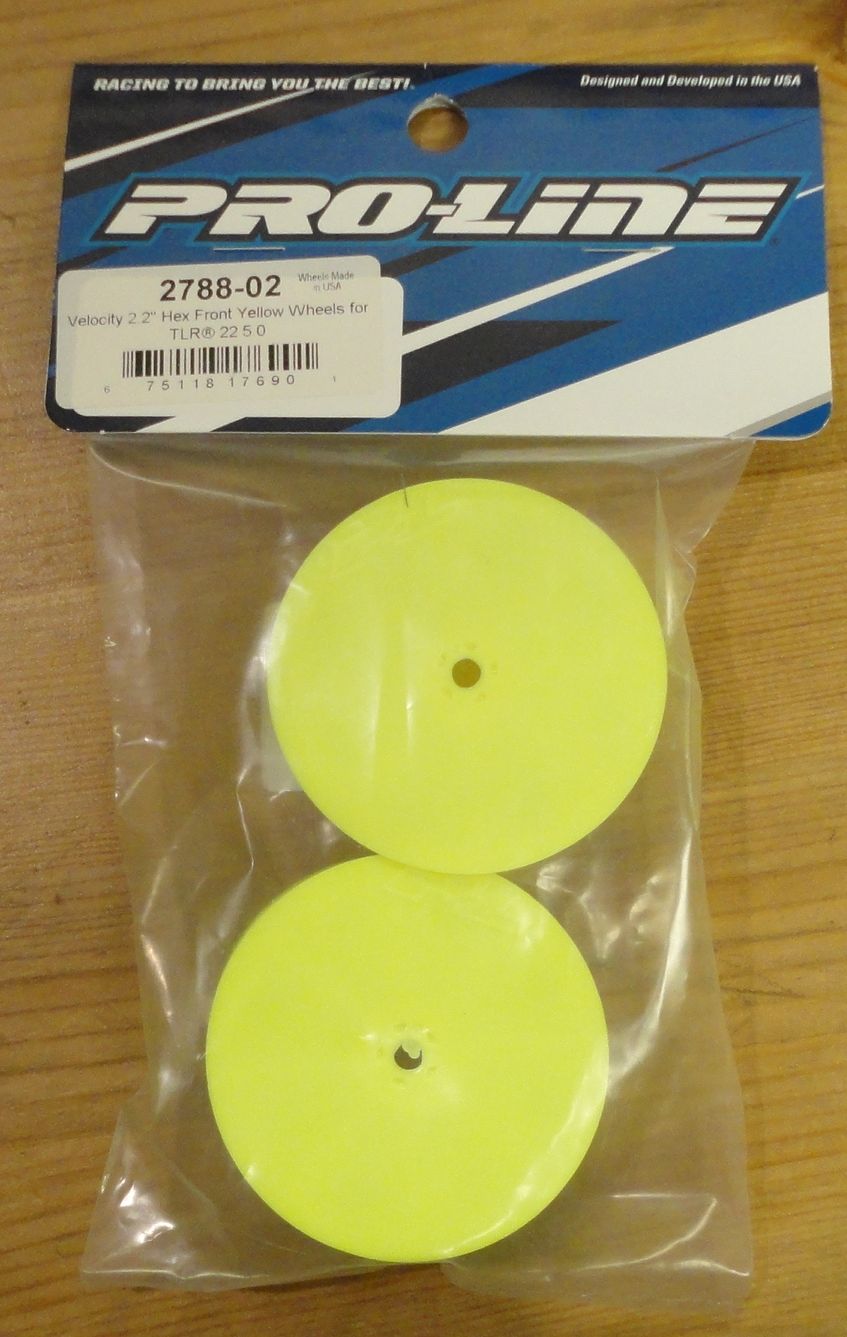 RACING TO BRING YOU THE BEST!
Designed and Developed in the USA
PRO-LINE
2788-02
Wheels Made
in USA
Velocity 2.2" Hex Front Yellow Wheels for
TLR® 22 5.0
6 75118 17690 1